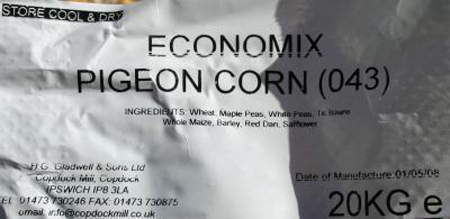 STORE COOL & DRY
ECONOMIX
PIGEON CORN (043)
INGREDIENTS: Wheat, Maple Peas, White Peas, Tic Beans
Whole Maize, Barley, Red Dari, Safflower
H.G. Gladwell & Sons Ltd
Copdock Mill, Copdock
IPSWICH IP8 3LA
TEL 01473 730246 FAX: 01473 730875
email: info@copdockmill.co.uk
Date of Manufacture:01/05/08
20KG e